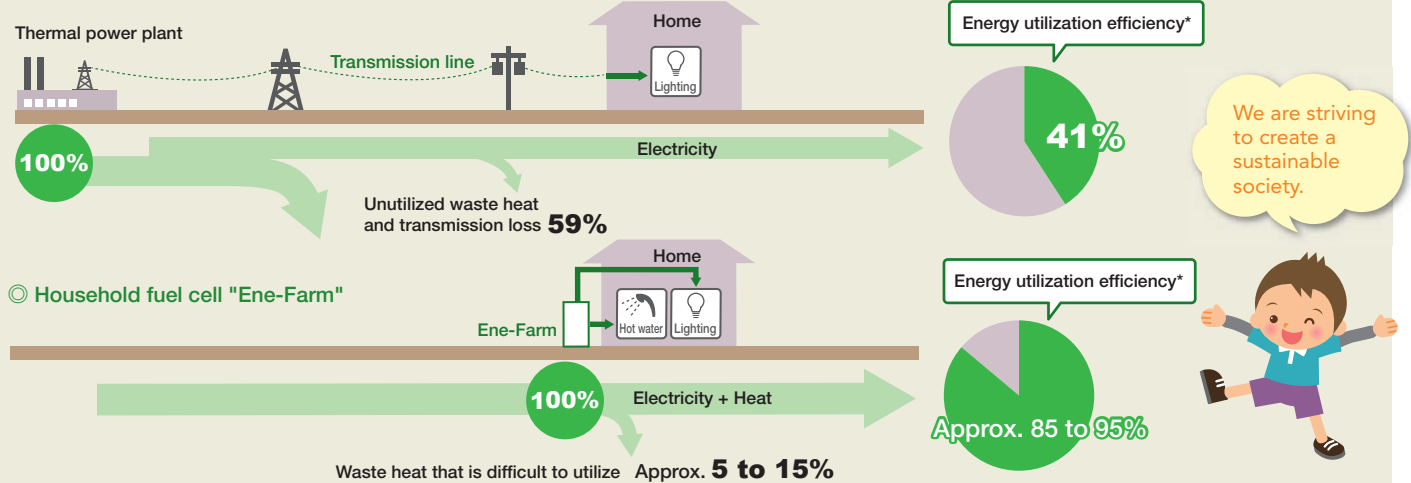 Thermal power plant
Transmission line
Home
Lighting
Energy utilization efficiency*
100%
Electricity
41%
Unutilized waste heat
and transmission loss 59%
We are striving
to create a
sustainable
society.
◎ Household fuel cell "Ene-Farm"
Ene-Farm
Home
Hot water
Lighting
Energy utilization efficiency*
100%
Electricity + Heat
Approx. 85 to 95%
Waste heat that is difficult to utilize Approx. 5 to 15%